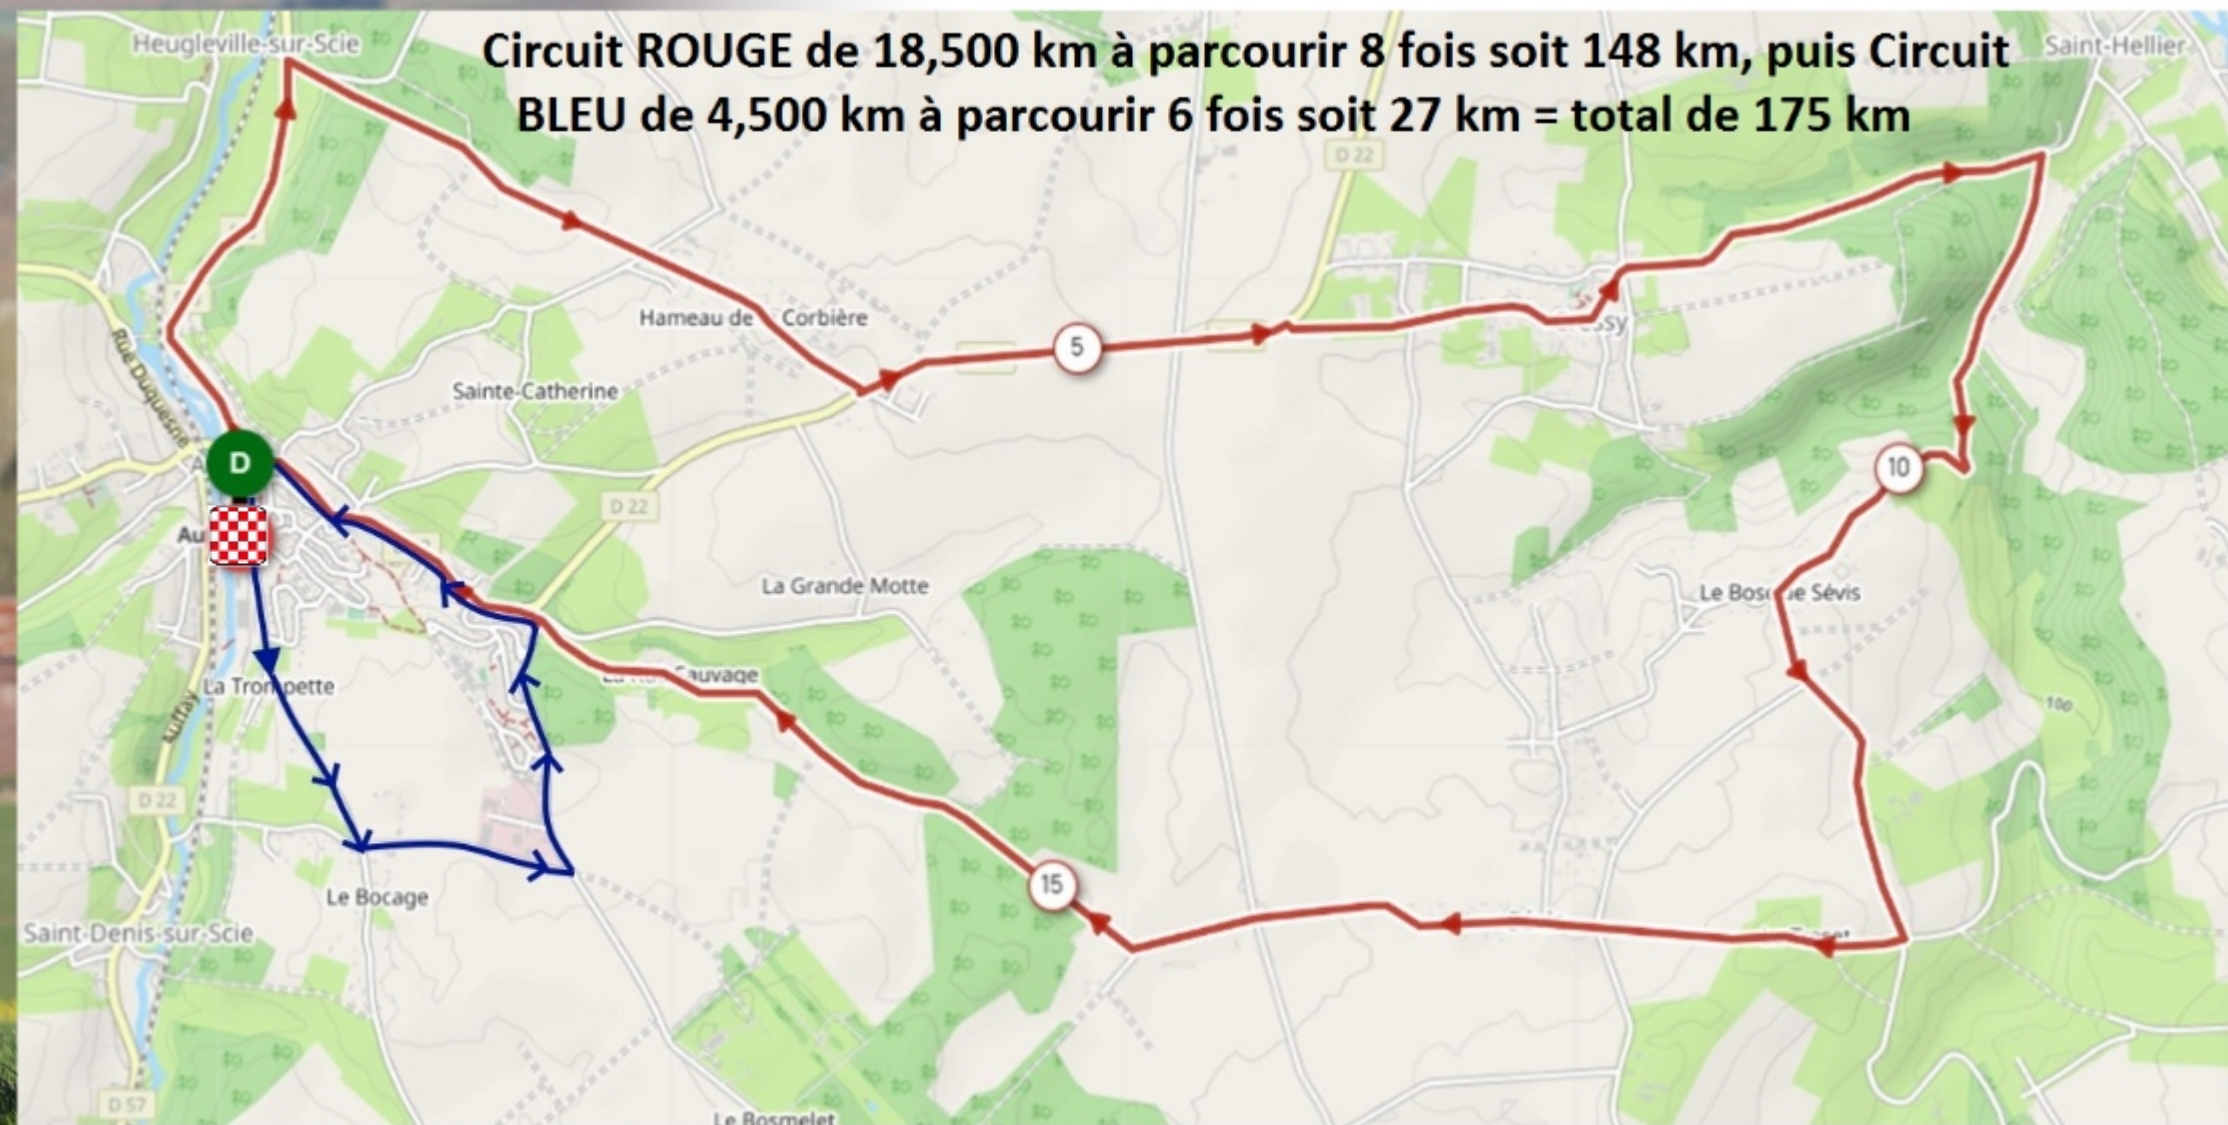 Circuit ROUGE de 18,500 km à parcourir 8 fois soit 148 km, puis Circuit
BLEU de 4,500 km à parcourir 6 fois soit 27 km = total de 175 km
Heugleville-sur-Scie
Saint-Hellier
D 22
Hameau de Corbière
5
Rue Duquesne
Sainte-Catherine
D
10
D 22
La Grande Motte
Sauvage
La Trompette
Auffay
100
D 22
15
Le Bocage
Saint-Denis-sur-Scie
D 57
Le Bosmelet